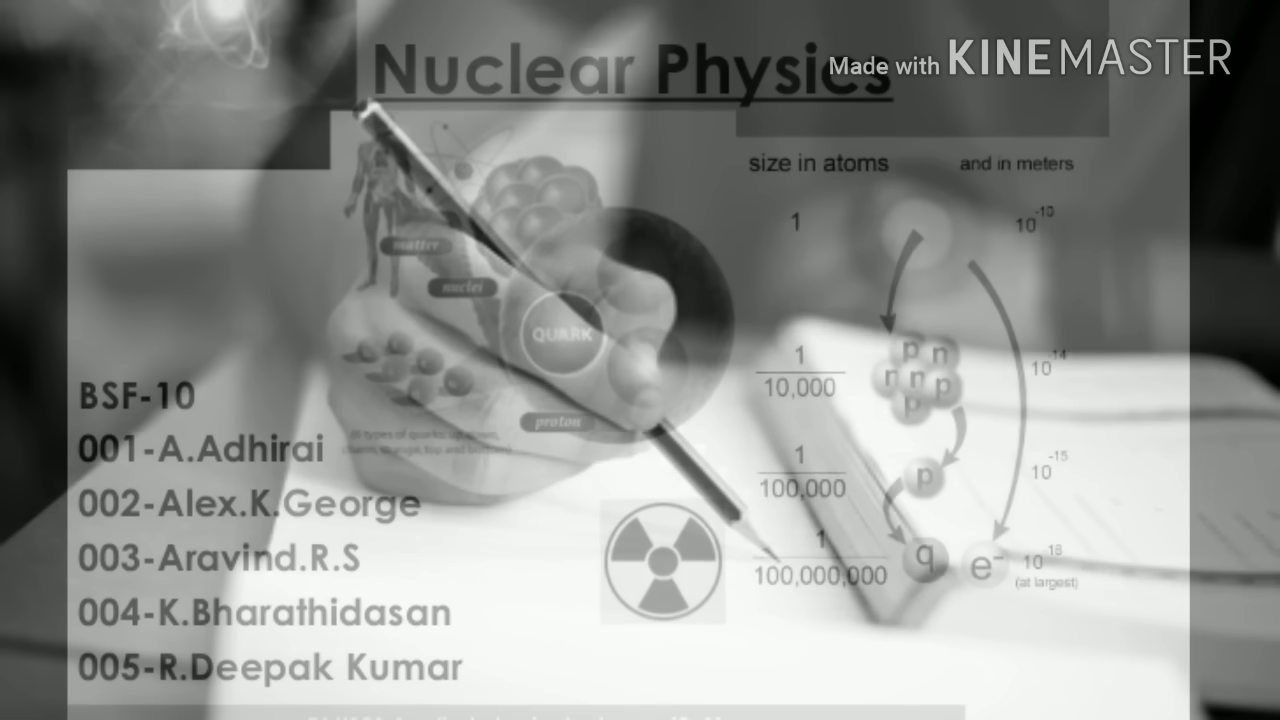 Nuclear Physics
Made with KINEMASTER
size in atoms
and in meters
1
10^-10
matter
nuclei
QUARK
1
10,000
10^-14
p n
n n p
p
proton
1
100,000
p
10^-15
1
100,000,000
q
e⁻
10^-18
(at largest)
BSF-10
001-A.Adhirai
002-Alex.K.George
003-Aravind.R.S
004-K.Bharathidasan
005-R.Deepak Kumar